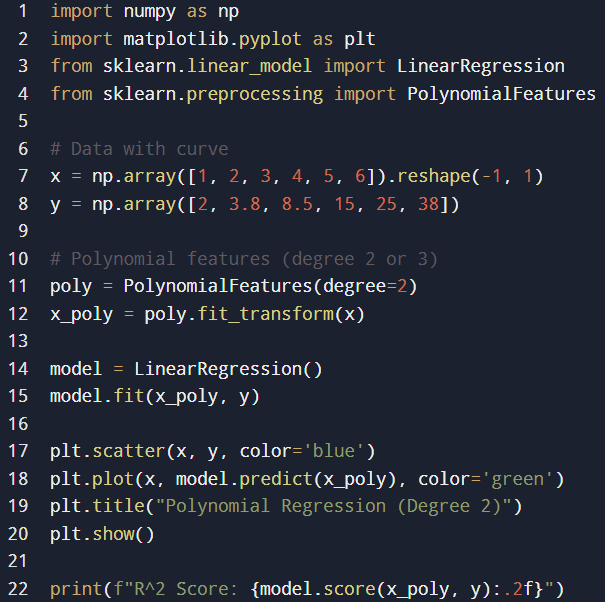 1 import numpy as np
2 import matplotlib.pyplot as plt
3 from sklearn.linear_model import LinearRegression
4 from sklearn.preprocessing import PolynomialFeatures
5
6 # Data with curve
7 x = np.array([1, 2, 3, 4, 5, 6]).reshape(-1, 1)
8 y = np.array([2, 3.8, 8.5, 15, 25, 38])
9
10 # Polynomial features (degree 2 or 3)
11 poly = PolynomialFeatures(degree=2)
12 x_poly = poly.fit_transform(x)
13
14 model = LinearRegression()
15 model.fit(x_poly, y)
16
17 plt.scatter(x, y, color='blue')
18 plt.plot(x, model.predict(x_poly), color='green')
19 plt.title("Polynomial Regression (Degree 2)")
20 plt.show()
21
22 print(f"R^2 Score: {model.score(x_poly, y):.2f}")